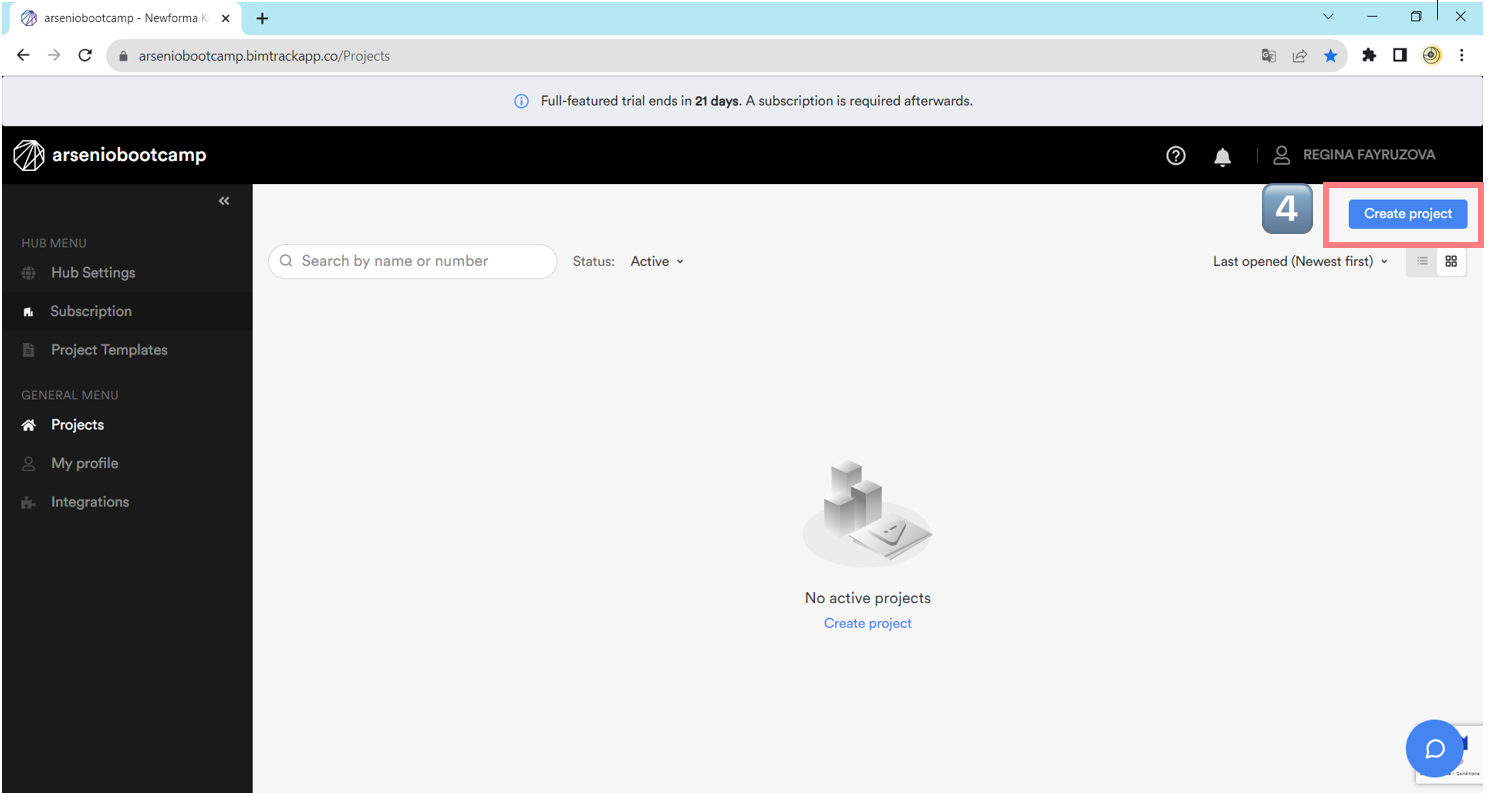 arseniobootcamp - Newforma K
arseniobootcamp.bimtrackapp.co/Projects
Full-featured trial ends in 21 days. A subscription is required afterwards.
arseniobootcamp
REGINA FAYRUZOVA
4
Create project
HUB MENU
Hub Settings
Subscription
Project Templates
GENERAL MENU
Projects
My profile
Integrations
Search by name or number
Status: Active
Last opened (Newest first)
No active projects
Create project
- Conditions